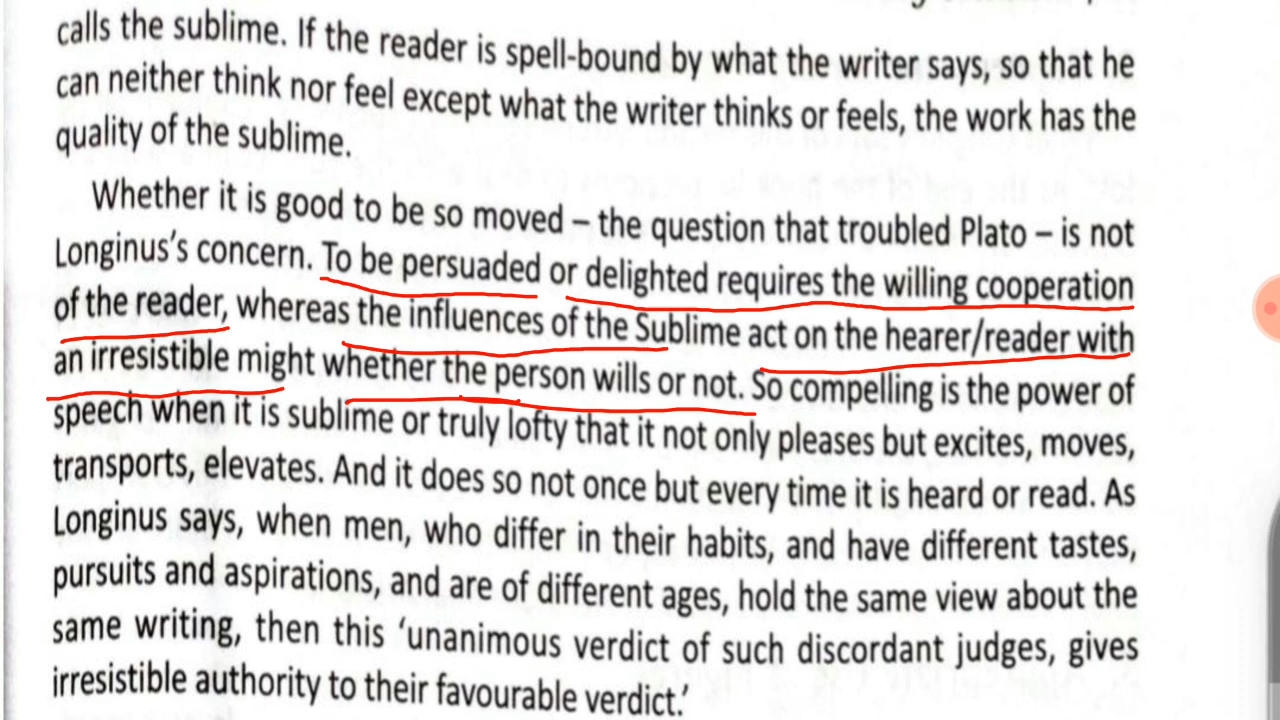 calls the sublime. If the reader is spell-bound by what the writer says, so that he
can neither think nor feel except what the writer thinks or feels, the work has the
quality of the sublime.
Whether it is good to be so moved – the question that troubled Plato – is not
Longinus's concern. To be persuaded or delighted requires the willing cooperation
of the reader, whereas the influences of the Sublime act on the hearer/reader with
an irresistible might whether the person wills or not. So compelling is the power of
speech when it is sublime or truly lofty that it not only pleases but excites, moves,
transports, elevates. And it does so not once but every time it is heard or read. As
Longinus says, when men, who differ in their habits, and have different tastes,
pursuits and aspirations, and are of different ages, hold the same view about the
same writing, then this 'unanimous verdict of such discordant judges, gives
irresistible authority to their favourable verdict.'